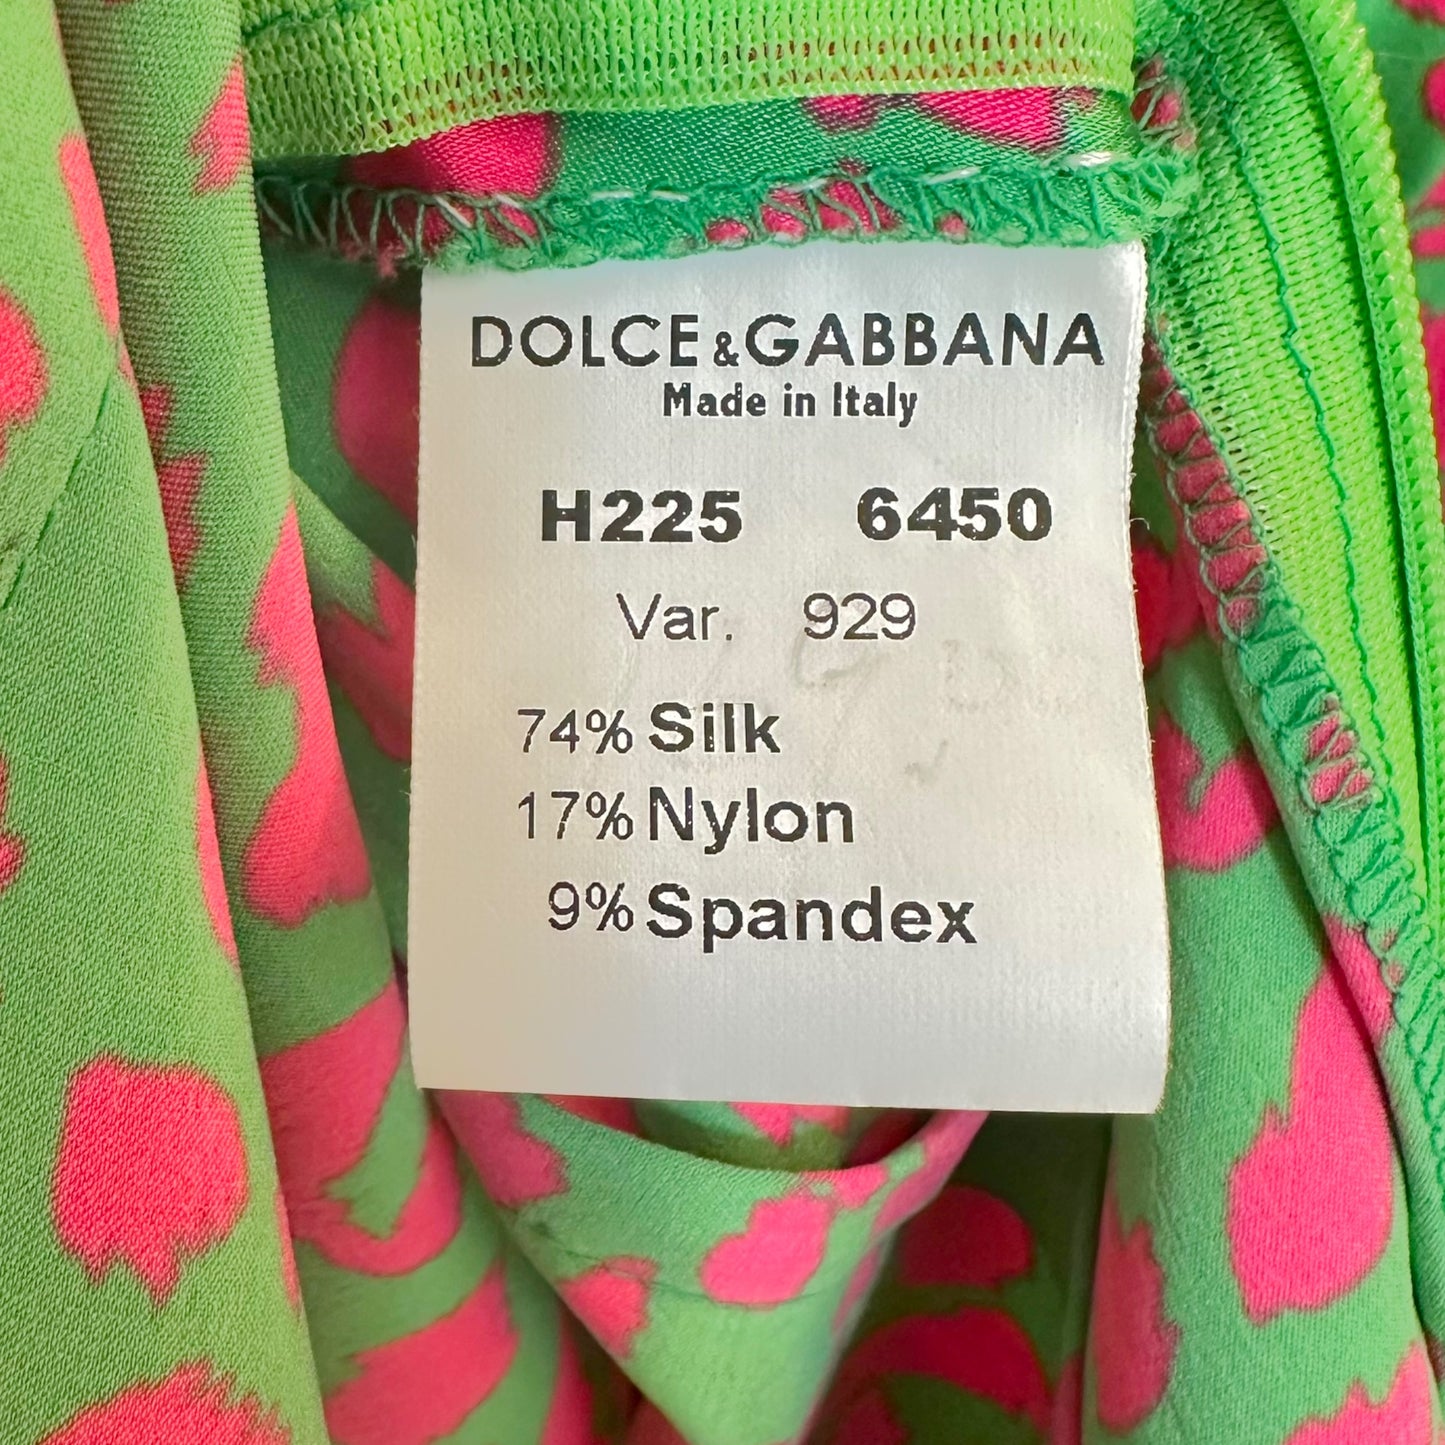 DOLCE&GABBANA
Made in Italy
H225 6450
Var. 929
74% Silk
17% Nylon
9% Spandex